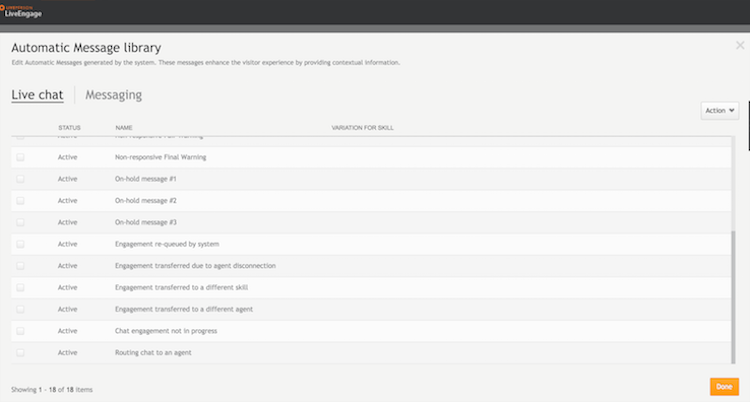 LIVEPERSON
LiveEngage
Automatic Message library
Edit Automatic Messages generated by the system. These messages enhance the visitor experience by providing contextual information.
Live chat Messaging
Action
STATUS NAME VARIATION FOR SKILL
Active Non-responsive Warning
Active Non-responsive Final Warning
Active On-hold message #1
Active On-hold message #2
Active On-hold message #3
Active Engagement re-queued by system
Active Engagement transferred due to agent disconnection
Active Engagement transferred to a different skill
Active Engagement transferred to a different agent
Active Chat engagement not in progress
Active Routing chat to an agent
Showing 1 - 18 of 18 items
Done